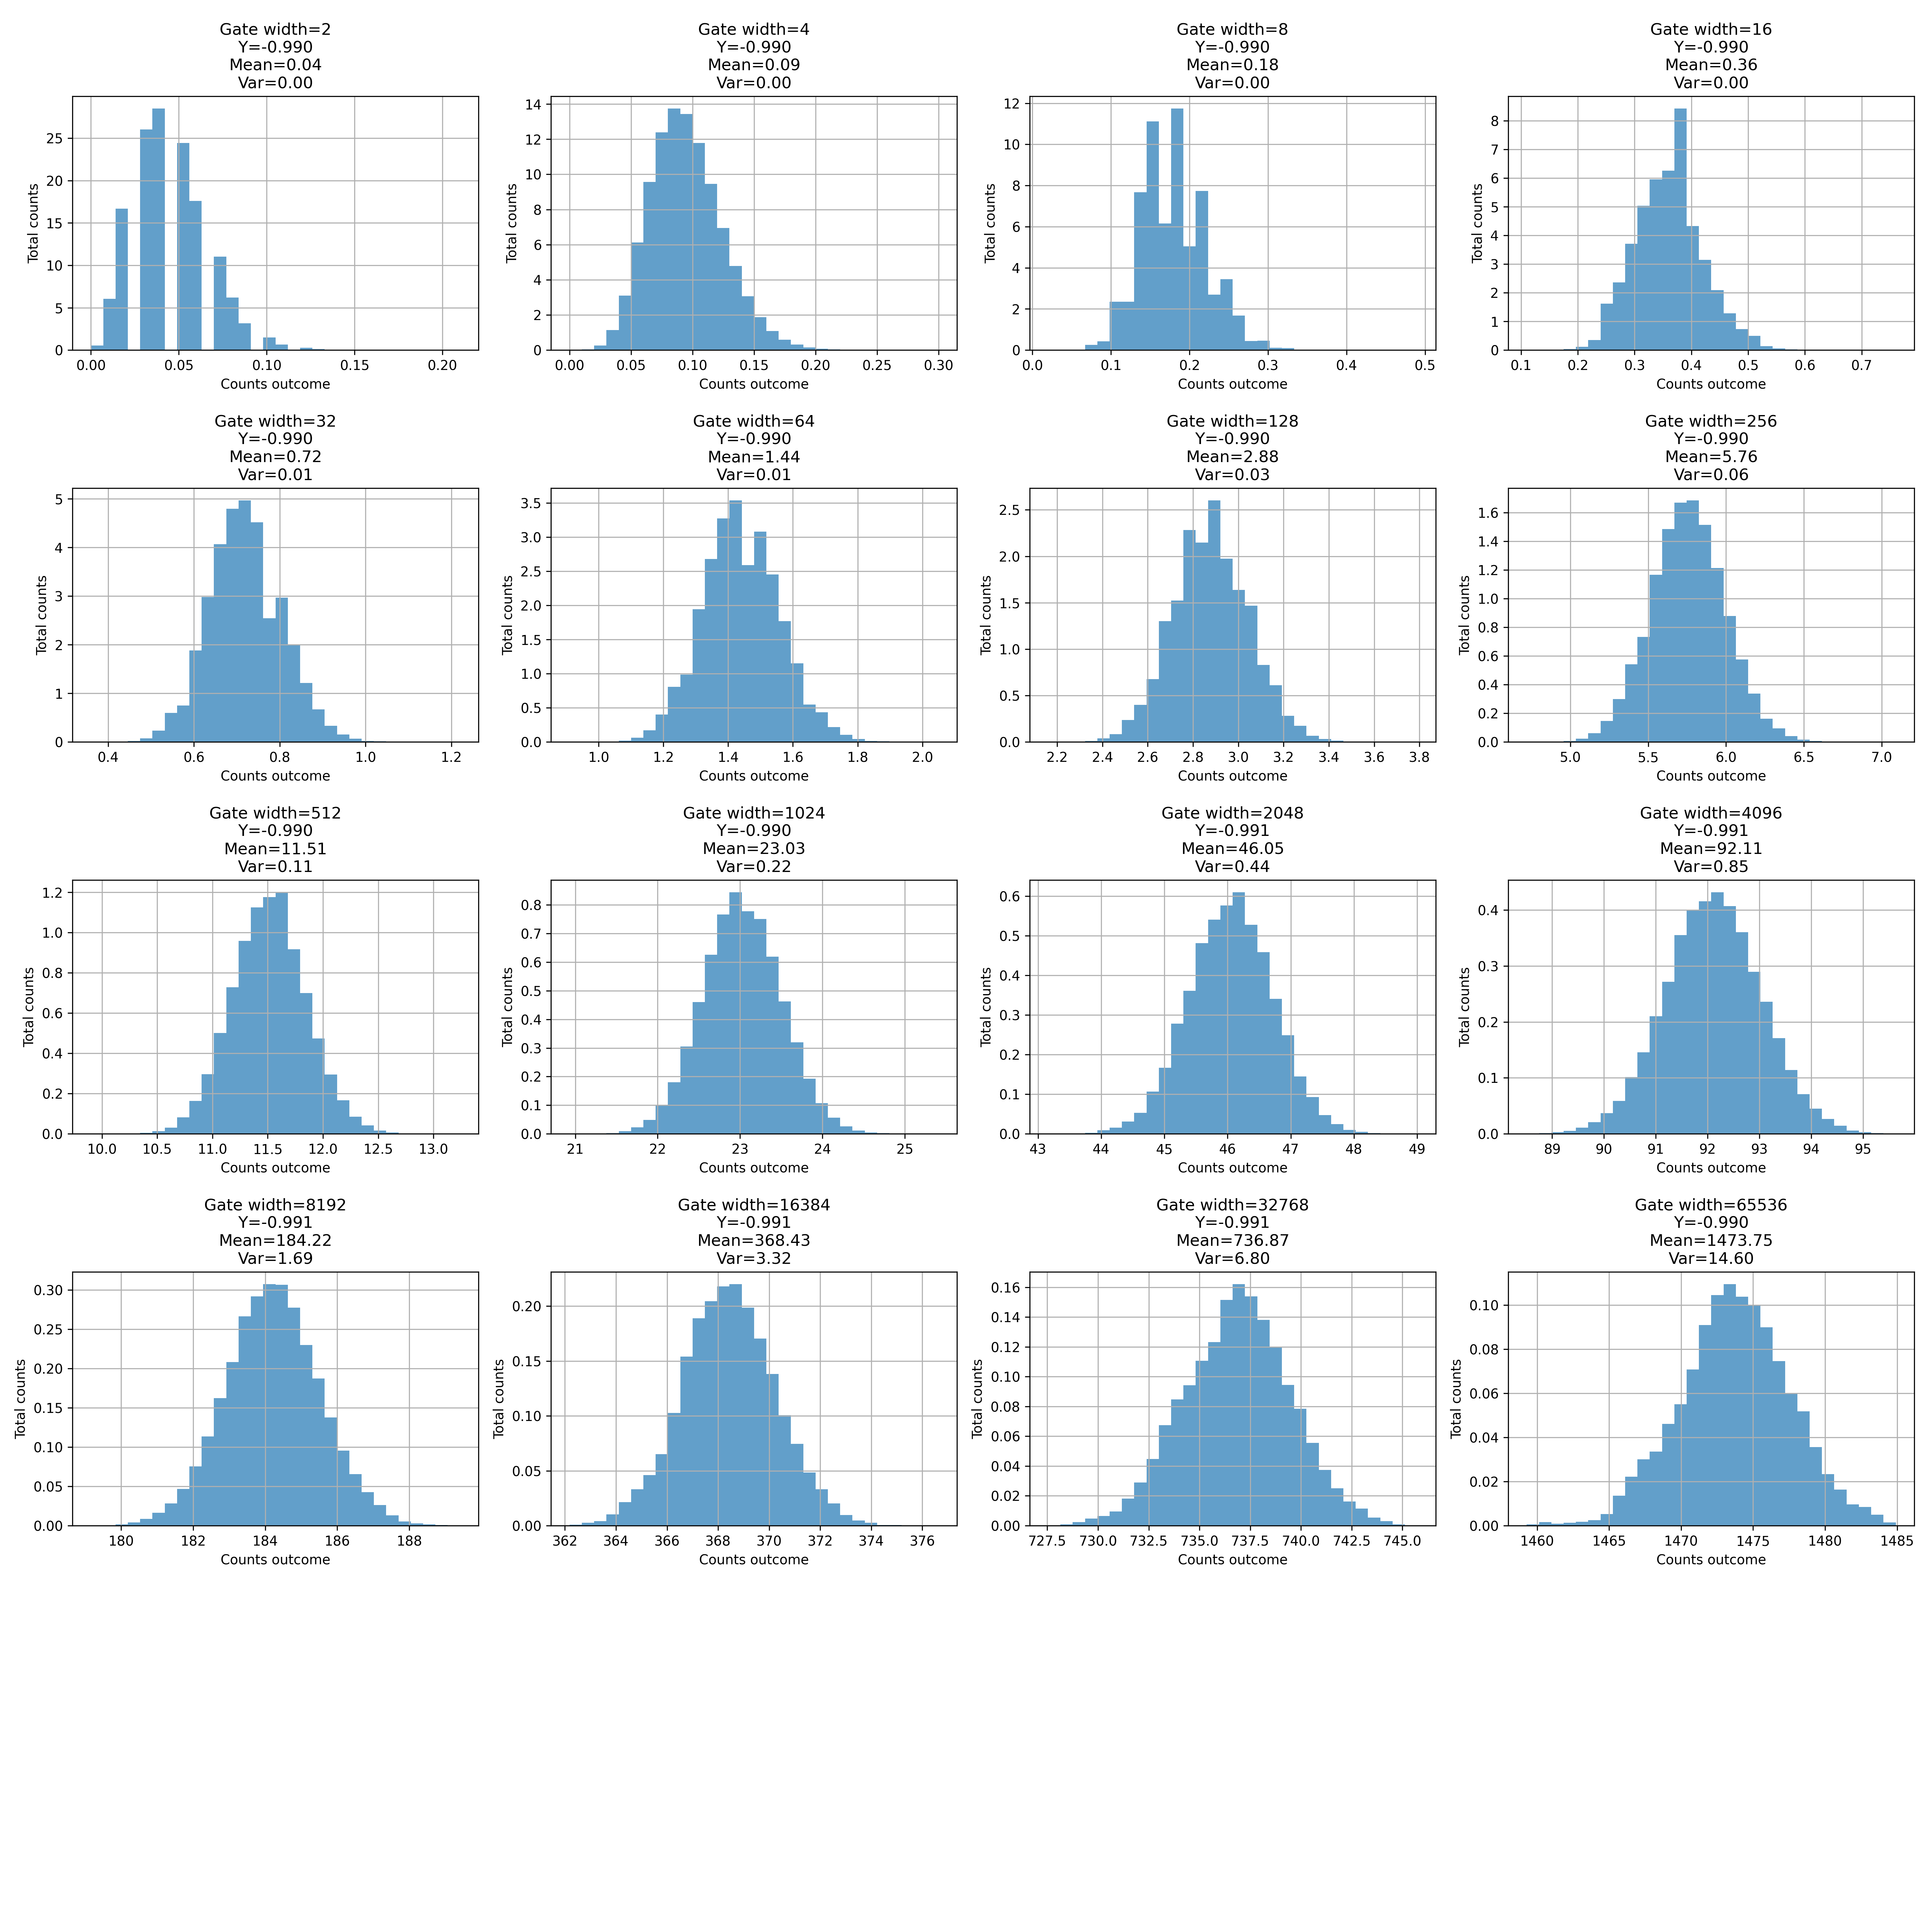 Gate width=2
Y=-0.990
Mean=0.04
Var=0.00
Total counts
25
20
15
10
5
0
0.00 0.05 0.10 0.15 0.20
Counts outcome
Gate width=4
Y=-0.990
Mean=0.09
Var=0.00
Total counts
14
12
10
8
6
4
2
0
0.00 0.05 0.10 0.15 0.20 0.25 0.30
Counts outcome
Gate width=8
Y=-0.990
Mean=0.18
Var=0.00
Total counts
12
10
8
6
4
2
0
0.0 0.1 0.2 0.3 0.4 0.5
Counts outcome
Gate width=16
Y=-0.990
Mean=0.36
Var=0.00
Total counts
8
7
6
5
4
3
2
1
0
0.1 0.2 0.3 0.4 0.5 0.6 0.7
Counts outcome
Gate width=32
Y=-0.990
Mean=0.72
Var=0.01
Total counts
5
4
3
2
1
0
0.4 0.6 0.8 1.0 1.2
Counts outcome
Gate width=64
Y=-0.990
Mean=1.44
Var=0.01
Total counts
3.5
3.0
2.5
2.0
1.5
1.0
0.5
0.0
1.0 1.2 1.4 1.6 1.8 2.0
Counts outcome
Gate width=128
Y=-0.990
Mean=2.88
Var=0.03
Total counts
2.5
2.0
1.5
1.0
0.5
0.0
2.2 2.4 2.6 2.8 3.0 3.2 3.4 3.6 3.8
Counts outcome
Gate width=256
Y=-0.990
Mean=5.76
Var=0.06
Total counts
1.6
1.4
1.2
1.0
0.8
0.6
0.4
0.2
0.0
5.0 5.5 6.0 6.5 7.0
Counts outcome
Gate width=512
Y=-0.990
Mean=11.51
Var=0.11
Total counts
1.2
1.0
0.8
0.6
0.4
0.2
0.0
10.0 10.5 11.0 11.5 12.0 12.5 13.0
Counts outcome
Gate width=1024
Y=-0.990
Mean=23.03
Var=0.22
Total counts
0.8
0.7
0.6
0.5
0.4
0.3
0.2
0.1
0.0
21 22 23 24 25
Counts outcome
Gate width=2048
Y=-0.991
Mean=46.05
Var=0.44
Total counts
0.6
0.5
0.4
0.3
0.2
0.1
0.0
43 44 45 46 47 48 49
Counts outcome
Gate width=4096
Y=-0.991
Mean=92.11
Var=0.85
Total counts
0.4
0.3
0.2
0.1
0.0
89 90 91 92 93 94 95
Counts outcome
Gate width=8192
Y=-0.991
Mean=184.22
Var=1.69
Total counts
0.30
0.25
0.20
0.15
0.10
0.05
0.00
180 182 184 186 188
Counts outcome
Gate width=16384
Y=-0.991
Mean=368.43
Var=3.32
Total counts
0.20
0.15
0.10
0.05
0.00
362 364 366 368 370 372 374 376
Counts outcome
Gate width=32768
Y=-0.991
Mean=736.87
Var=6.80
Total counts
0.16
0.14
0.12
0.10
0.08
0.06
0.04
0.02
0.00
727.5 730.0 732.5 735.0 737.5 740.0 742.5 745.0
Counts outcome
Gate width=65536
Y=-0.990
Mean=1473.75
Var=14.60
Total counts
0.10
0.08
0.06
0.04
0.02
0.00
1460 1465 1470 1475 1480 1485
Counts outcome